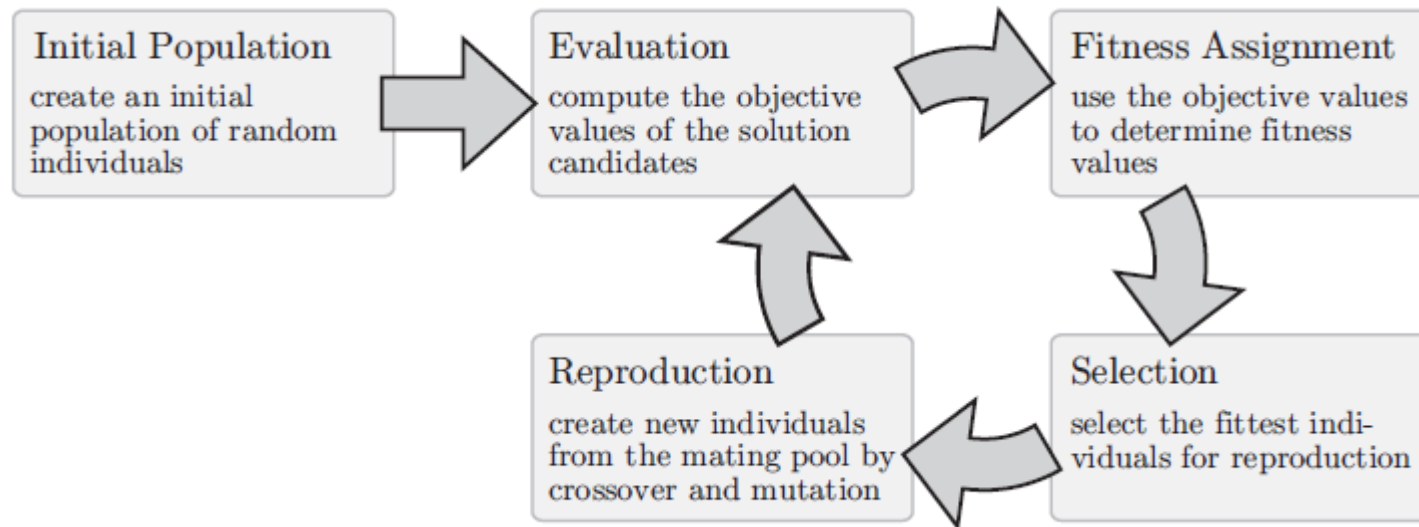 Initial Population
create an initial
population of random
individuals
Evaluation
compute the objective
values of the solution
candidates
Fitness Assignment
use the objective values
to determine fitness
values
Reproduction
create new individuals
from the mating pool by
crossover and mutation
Selection
select the fittest indi-
viduals for reproduction